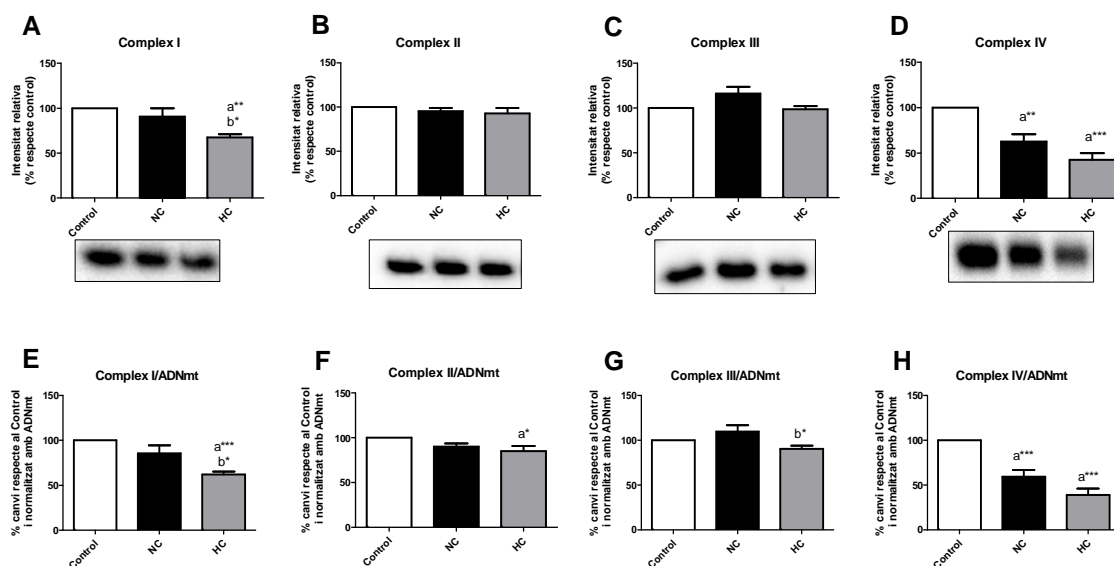 A
Complex I
Intensitat relativa
(% respecte control)
150
100
50
0
a**
b*
Control
NC
HC
B
Complex II
Intensitat relativa
(% respecte control)
150
100
50
0
Control
NC
HC
C
Complex III
Intensitat relativa
(% respecte control)
150
100
50
0
Control
NC
HC
D
Complex IV
Intensitat relativa
(% respecte control)
150
100
50
0
a**
a***
Control
NC
HC
E
Complex I/ADNmt
% canvi respecte al Control
i normalitzat amb ADNmt
150
100
50
0
a***
b*
Control
NC
HC
F
Complex II/ADNmt
% canvi respecte al Control
i normalitzat amb ADNmt
150
100
50
0
a*
Control
NC
HC
G
Complex III/ADNmt
% canvi respecte al Control
i normalitzat amb ADNmt
150
100
50
0
b*
Control
NC
HC
H
Complex IV/ADNmt
% canvi respecte al Control
i normalitzat amb ADNmt
150
100
50
0
a***
a***
Control
NC
HC